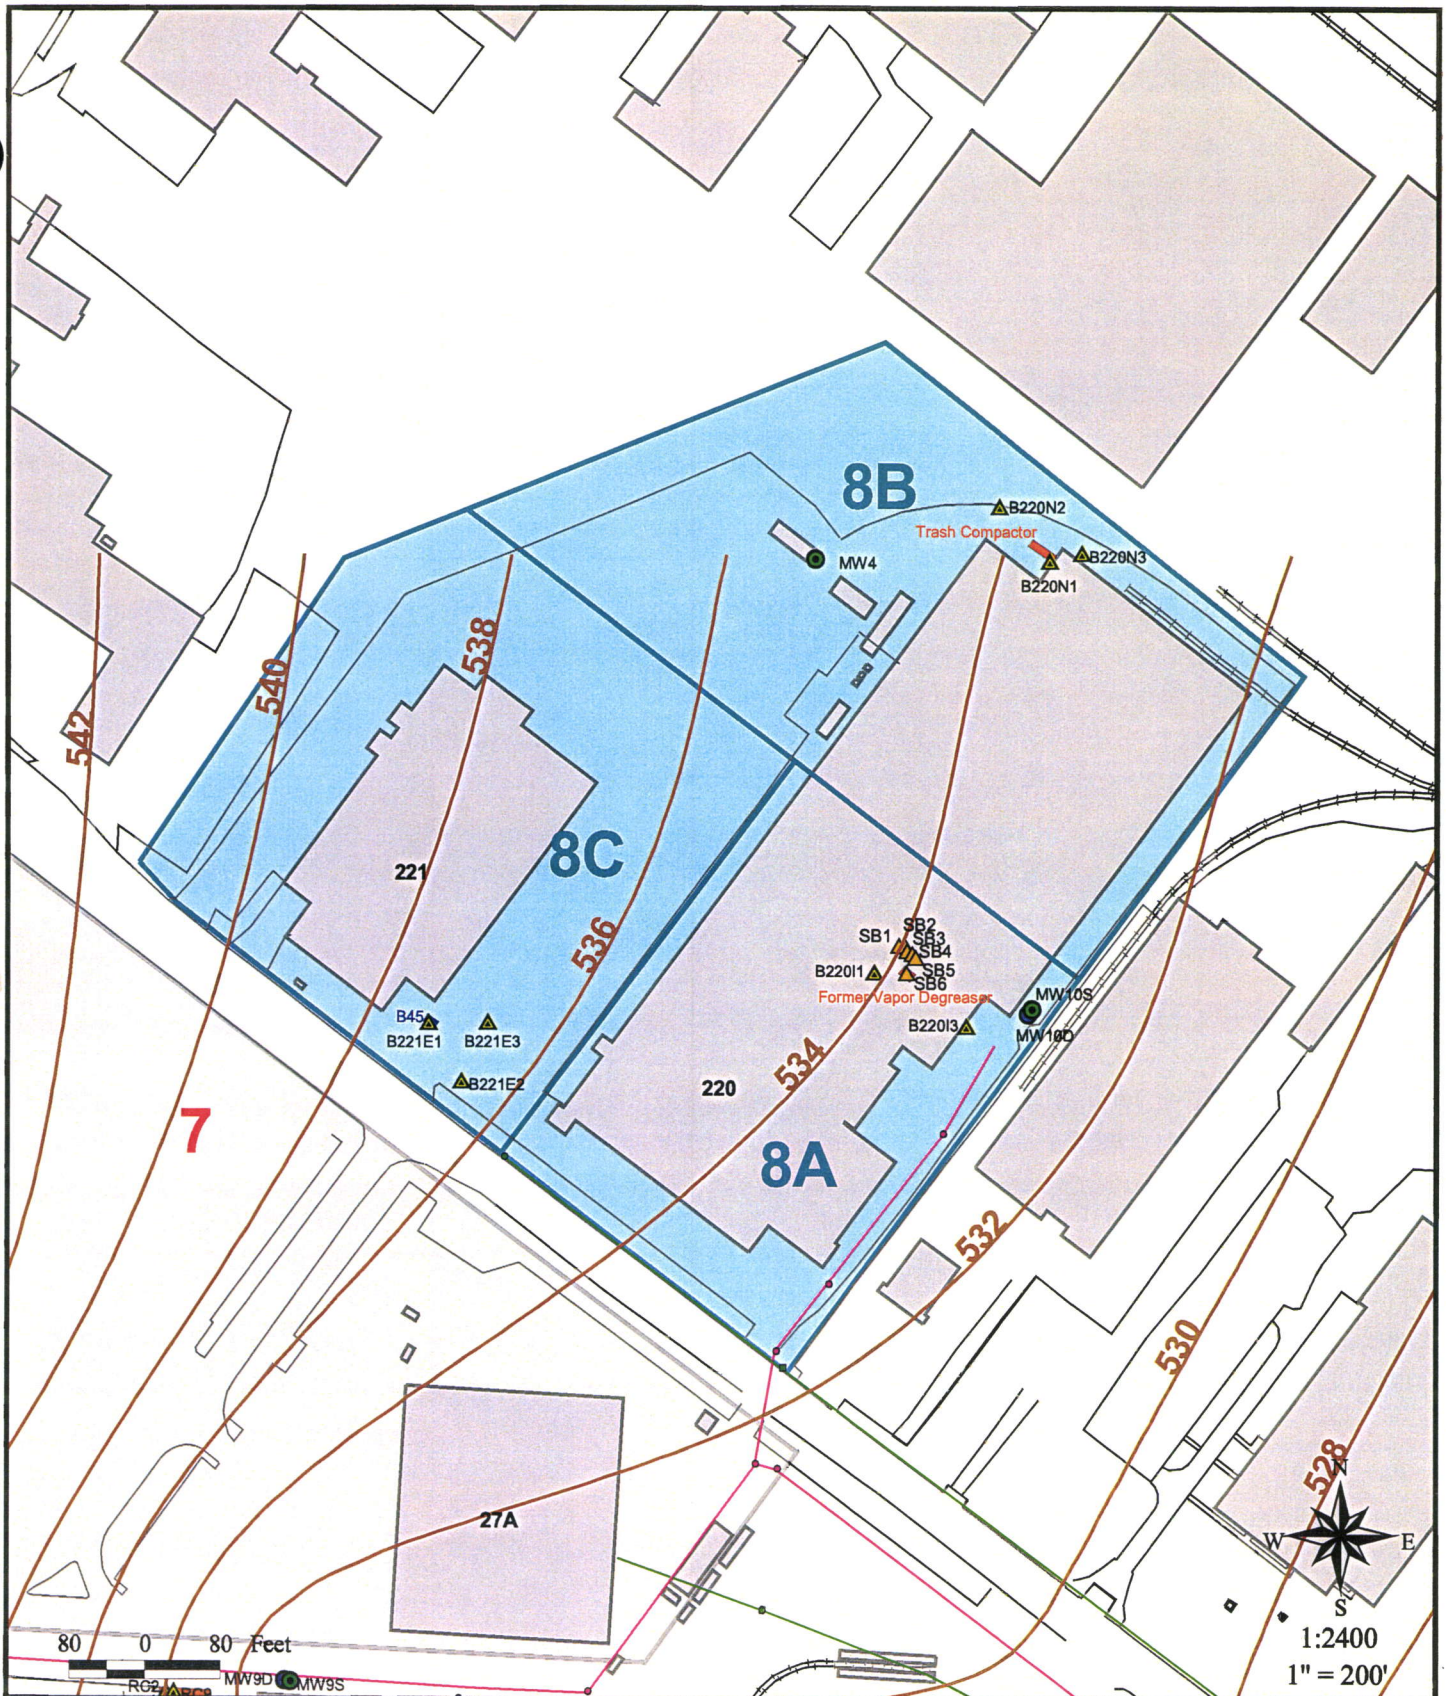 8B
B220N2
Trash Compactor
B220N3
MW4
B220N1
538
540
542
8C
221
536
SB2
SB1
SB3
SB4
B220I1
SB5
SB6
Former Vapor Degreaser
MW10S
B45
B220I3
MW10D
B221E1
B221E3
534
B221E2
220
7
8A
532
530
528
27A
N
W
E
S
80 0 80 Feet
1:2400
1" = 200'
MW9D
MW9S
RC2